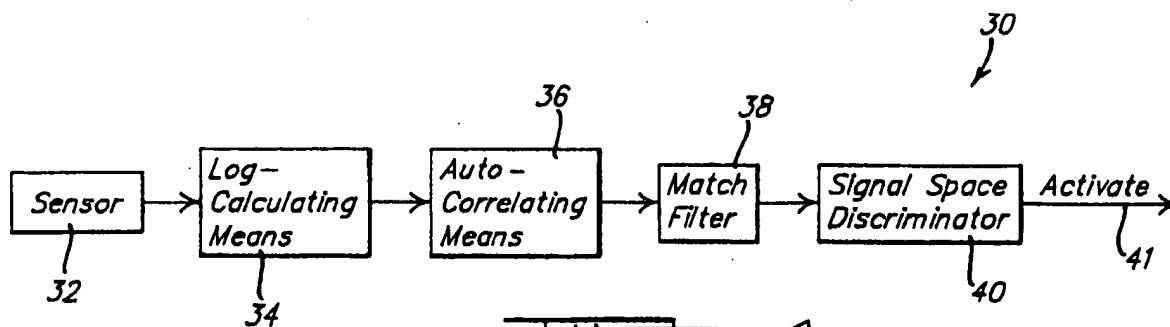 30
36
38
Sensor
Log-
Calculating
Means
Auto-
Correlating
Means
Match
Filter
Signal Space
Discriminator
Activate
32
34
40
41